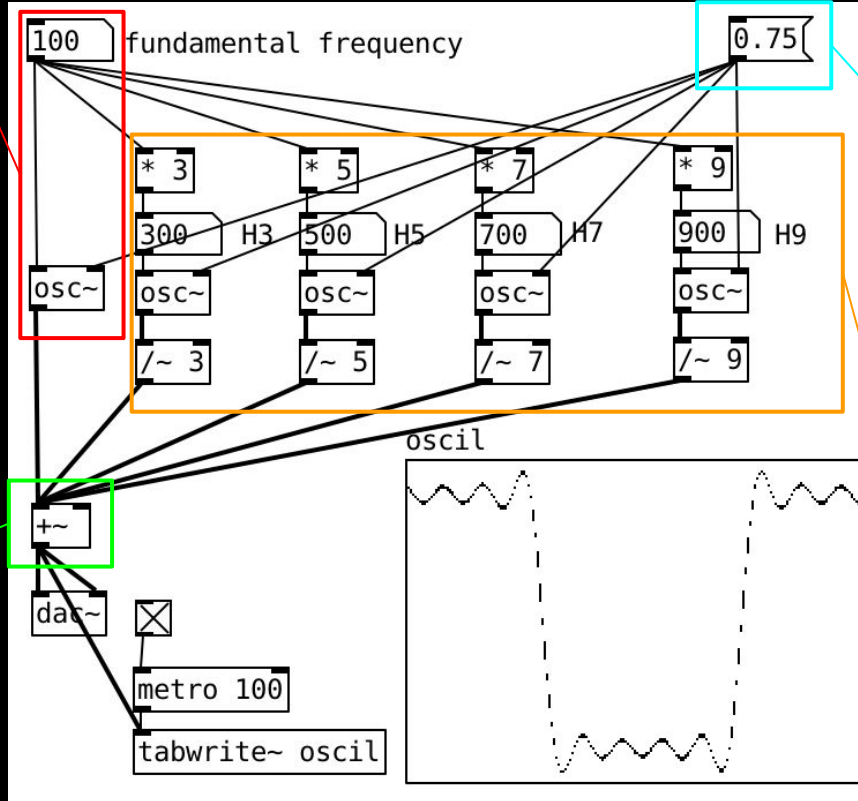 100 fundamental frequency 0.75
* 3 * 5 * 7 * 9
300 H3 500 H5 700 H7 900 H9
osc~ osc~ osc~ osc~ osc~
/~ 3 /~ 5 /~ 7 /~ 9
oscil
+~
dac~
metro 100
tabwrite~ oscil